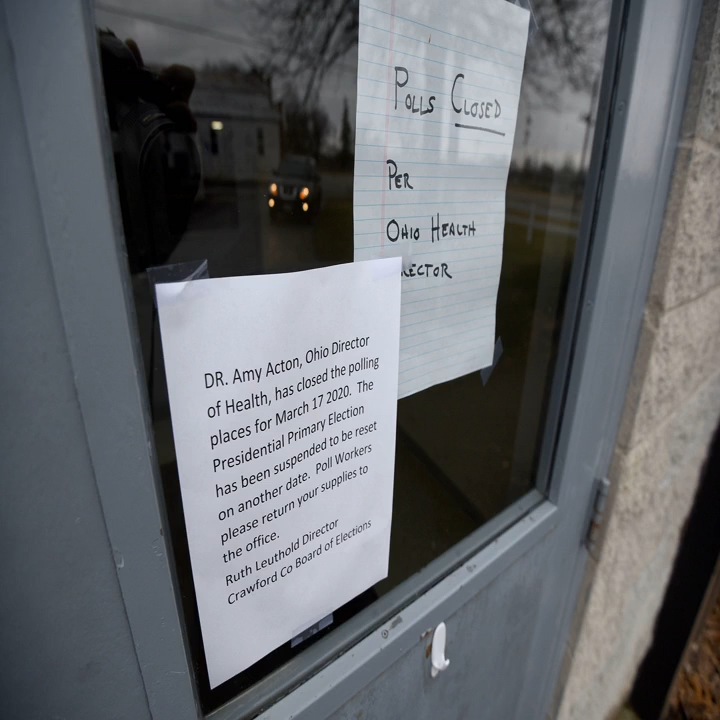 Polls Closed
Per
Ohio Health
DR. Amy Acton, Ohio Director
of Health, has closed the polling
places for March 17 2020. The
Presidential Primary Election
has been suspended to be reset
on another date. Poll Workers
please return your supplies to
the office.
Ruth Leuthold Director
Crawford Co Board of Elections